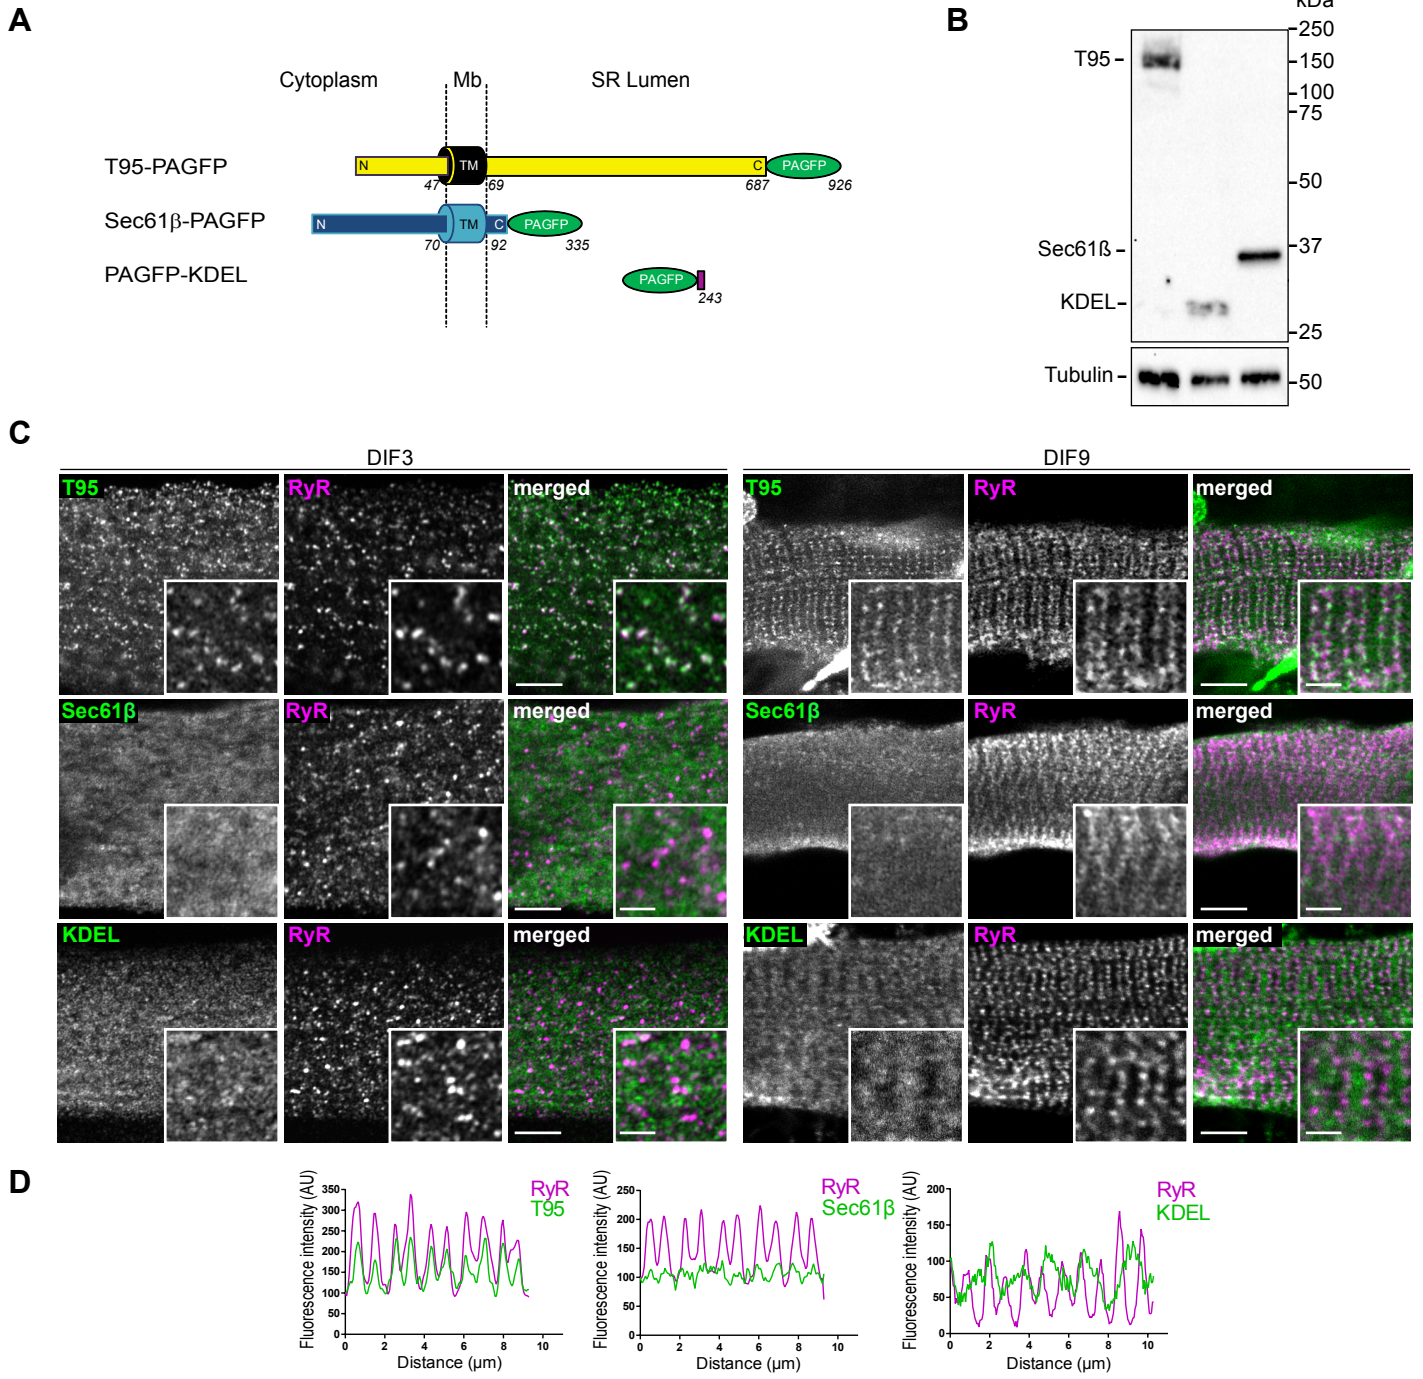 A
Cytoplasm Mb SR Lumen
T95-PAGFP
N TM C PAGFP
47 69 687 926
Sec61β-PAGFP
N TM C PAGFP
70 92 335
PAGFP-KDEL
PAGFP
243
B
kDa
250
T95
150
100
75
50
Sec61ß
37
KDEL
25
Tubulin
50
C
DIF3 DIF9
T95 RyR merged T95 RyR merged
Sec61β RyR merged Sec61β RyR merged
KDEL RyR merged KDEL RyR merged
D
Fluorescence intensity (AU)
350
300
250
200
150
100
50
0
0 2 4 6 8 10
Distance (µm)
RyR
T95
Fluorescence intensity (AU)
250
200
150
100
50
0
0 2 4 6 8 10
Distance (µm)
RyR
Sec61β
Fluorescence intensity (AU)
200
150
100
50
0
0 2 4 6 8 10
Distance (µm)
RyR
KDEL